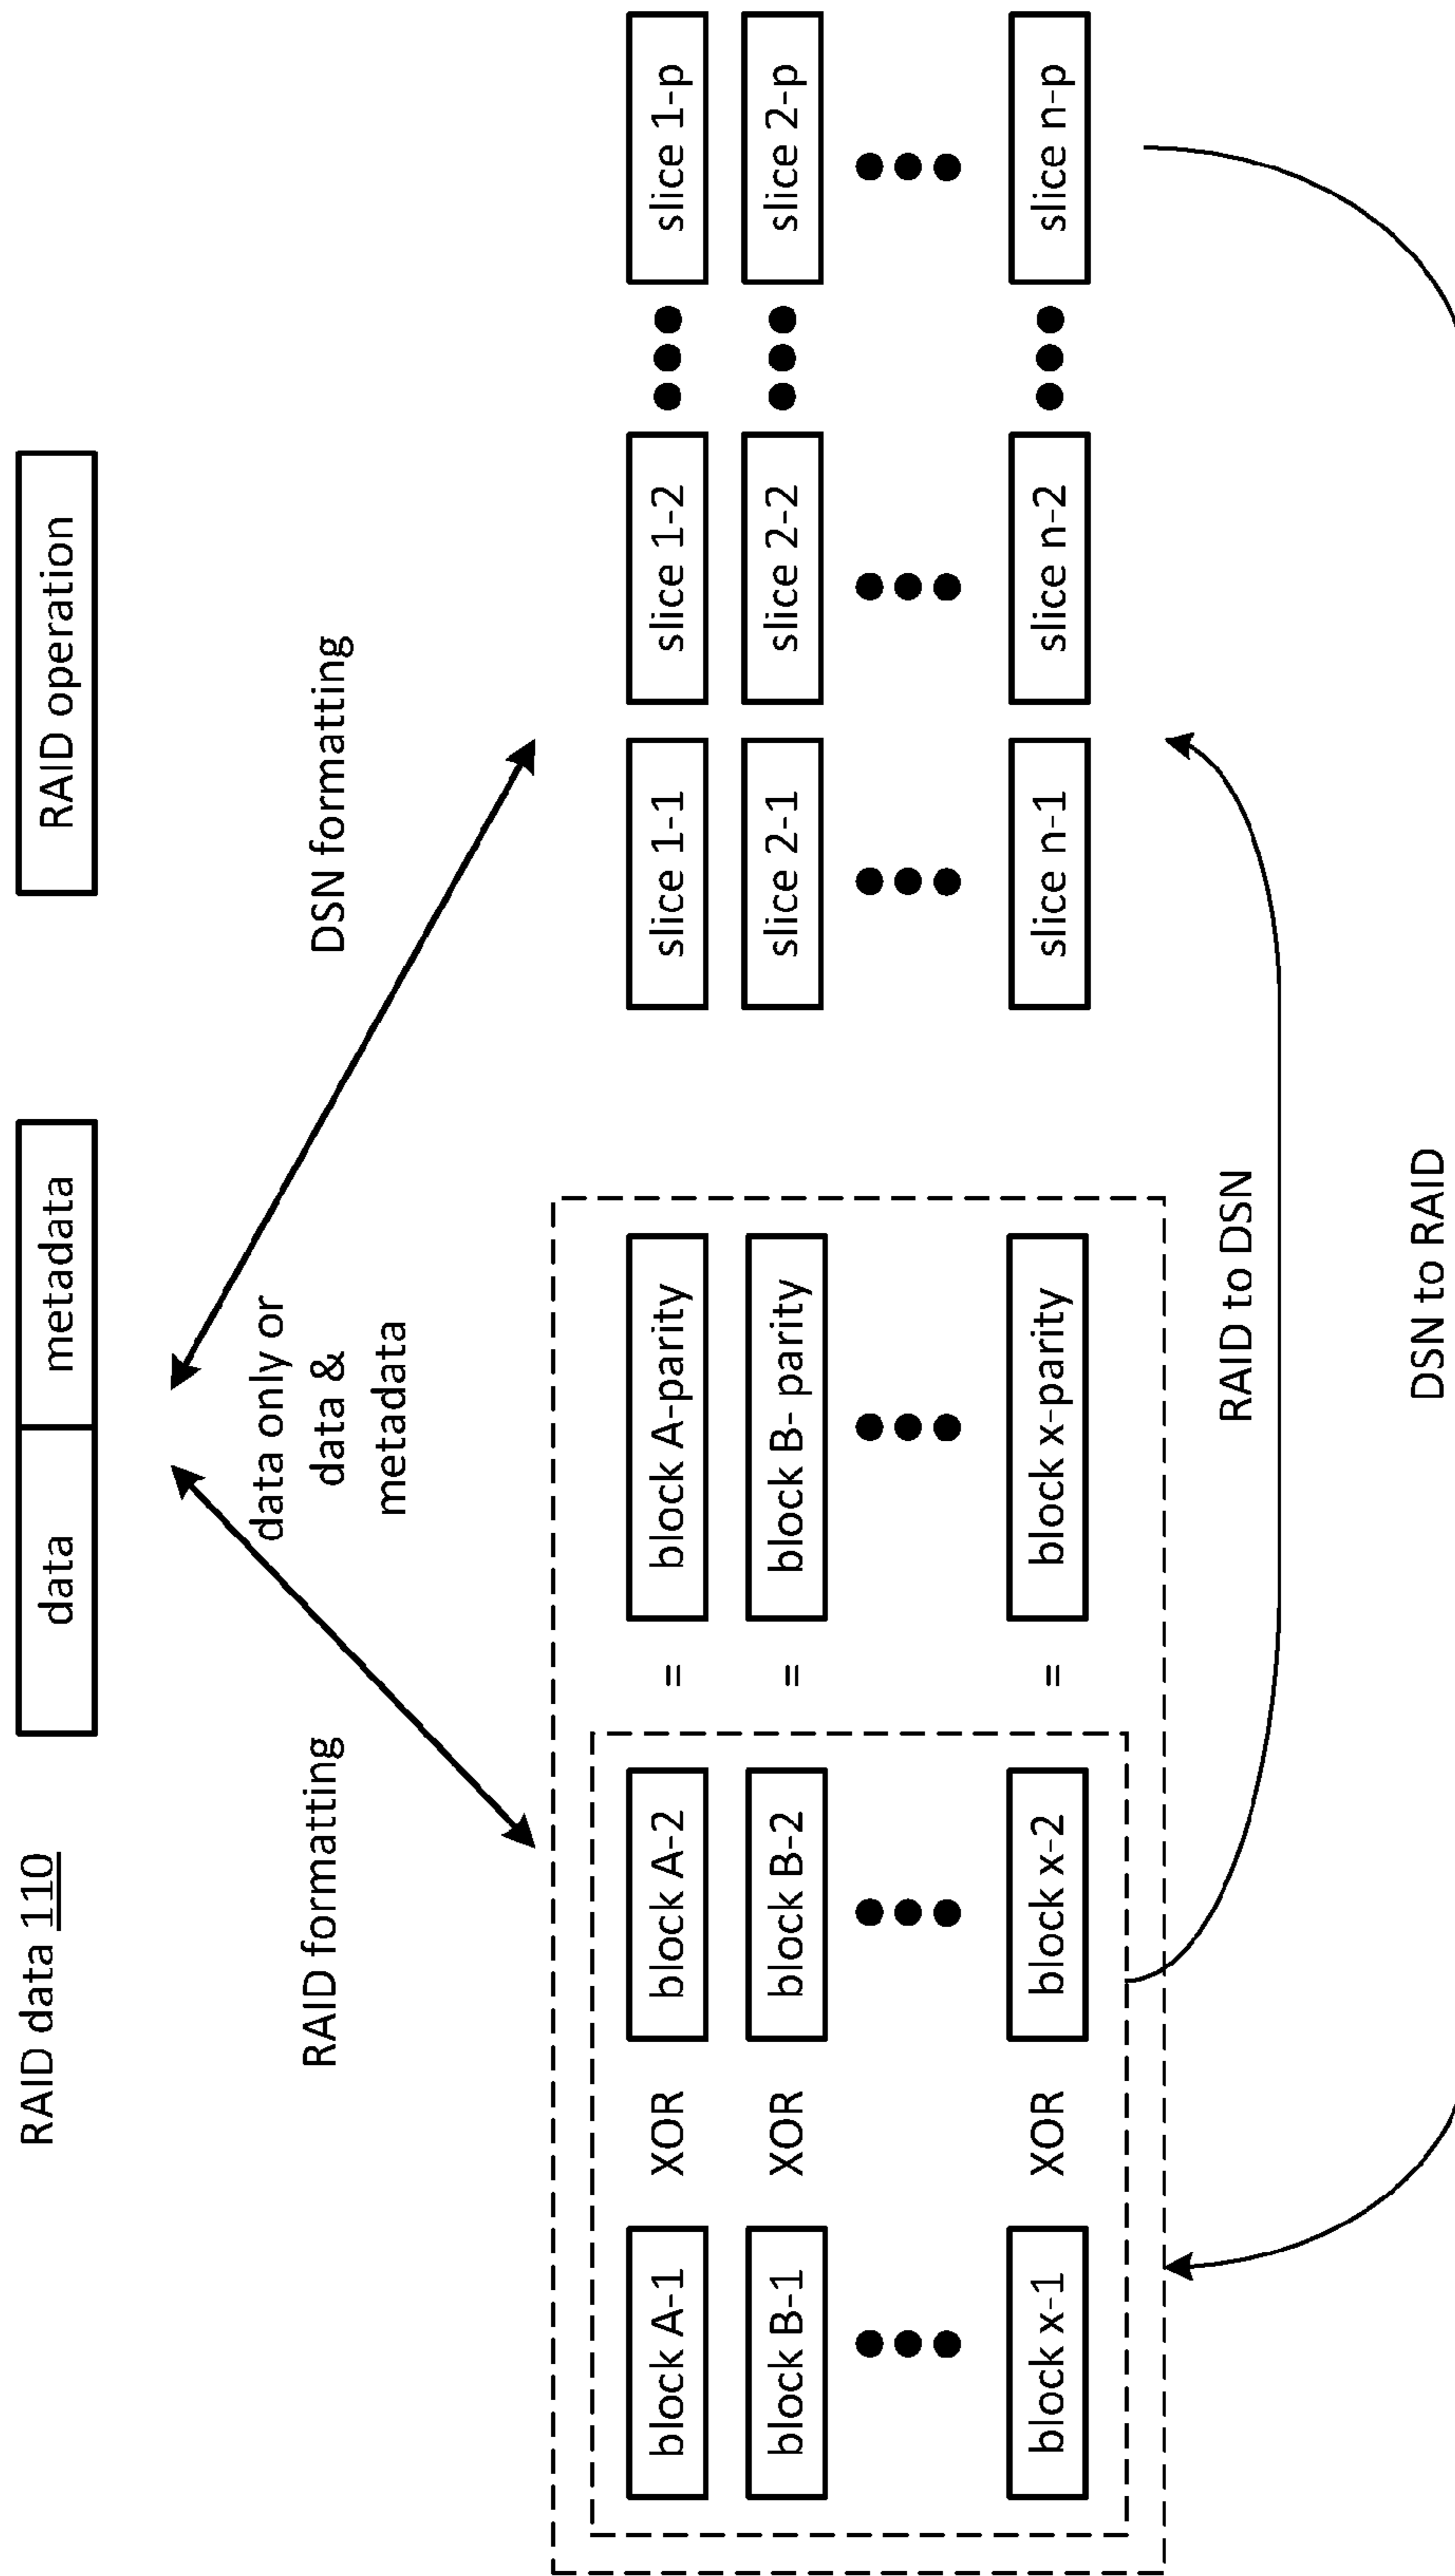 RAID data 110
data
metadata
RAID operation
RAID formatting
data only or
data &
metadata
DSN formatting
block A-1
XOR
block A-2
=
block A-parity
slice 1-1
slice 1-2
slice 1-p
block B-1
XOR
block B-2
=
block B- parity
slice 2-1
slice 2-2
slice 2-p
block x-1
XOR
block x-2
=
block x-parity
slice n-1
slice n-2
slice n-p
RAID to DSN
DSN to RAID